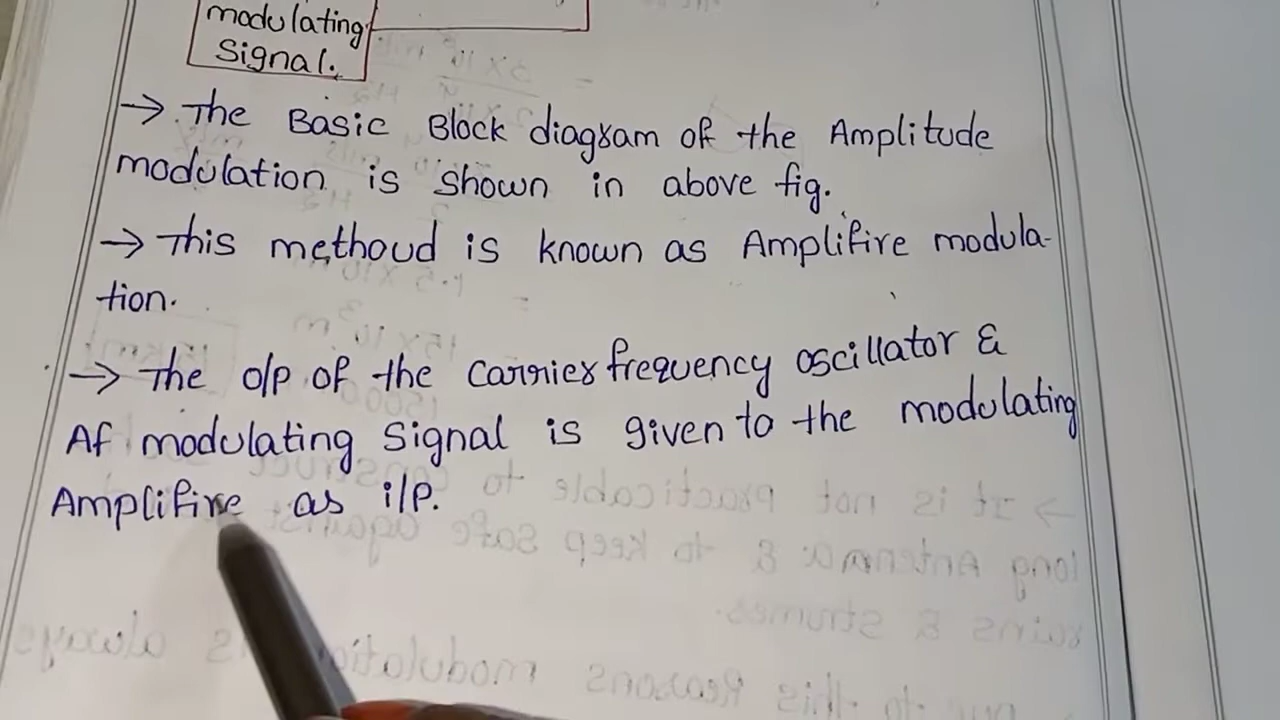 modulating
Signal.
→ The Basic Block diagram of the Amplitude
modulation is shown in above fig.
→ This methoud is known as Amplifire modula-
tion.
→ The o/p of the carrier frequency oscillator &
Af modulating Signal is given to the modulating
Amplifire as i/p.